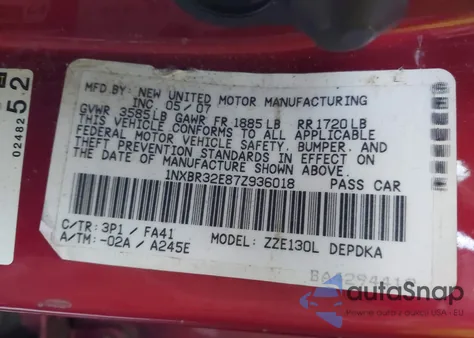 MFD. BY: NEW UNITED MOTOR MANUFACTURING
INC. 05/07
GVWR 3585LB GAWR FR 1885LB RR 1720LB
THIS VEHICLE CONFORMS TO ALL APPLICABLE
FEDERAL MOTOR VEHICLE SAFETY, BUMPER, AND
THEFT PREVENTION STANDARDS IN EFFECT ON
THE DATE OF MANUFACTURE SHOWN ABOVE.
1NXBR32E87Z936018 PASS CAR
C/TR: 3P1 / FA41
A/TM: -02A / A245E MODEL: ZZE130L DEPDKA
52
02482
autoSnap